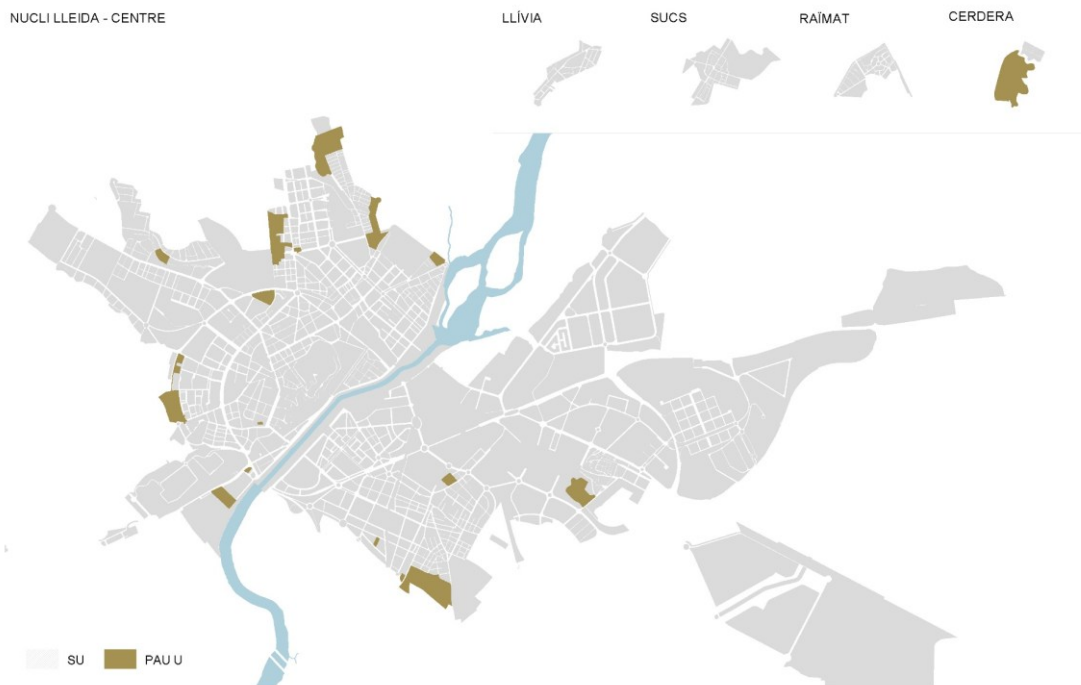 NUCLI LLEIDA - CENTRE
LLÍVIA
SUCS
RAÏMAT
CERDERA
SU
PAU U